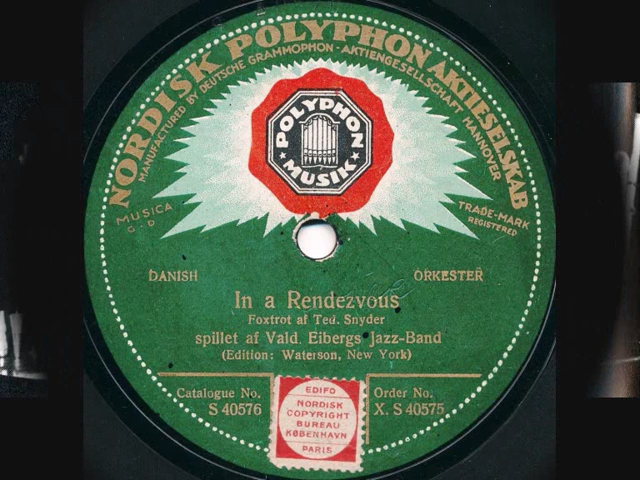 NORDISK POLYPHON AKTIESELSKAB
MANUFACTURED BY DEUTSCHE GRAMMOPHON - AKTIENGESELLSCHAFT HANNOVER
POLYPHON
MUSIK
MUSICA
G D
TRADE-MARK
REGISTERED
DANISH
ORKESTER
In a Rendezvous
Foxtrot af Ted. Snyder
spillet af Vald. Eibergs Jazz-Band
(Edition: Waterson, New York)
Catalogue No.
S 40576
Order No.
X. S 40575
EDIFO
NORDISK
COPYRIGHT
BUREAU
KØBENHAVN
PARIS